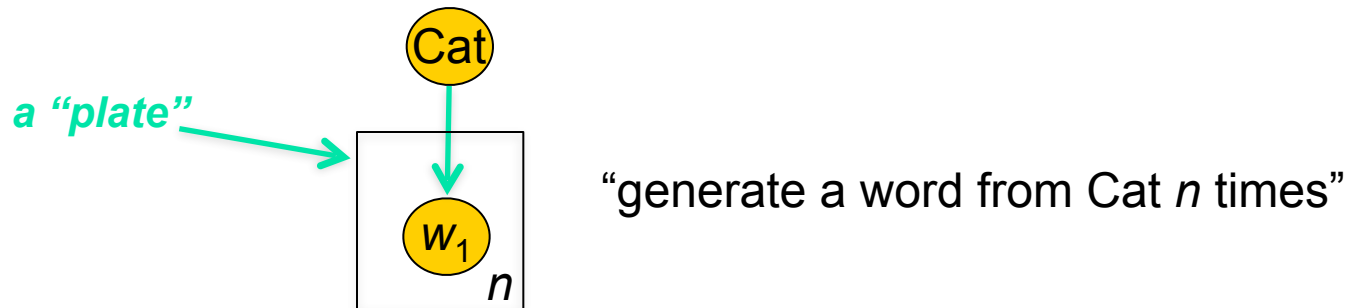 Cat
a “plate”
“generate a word from Cat n times”
w₁
n